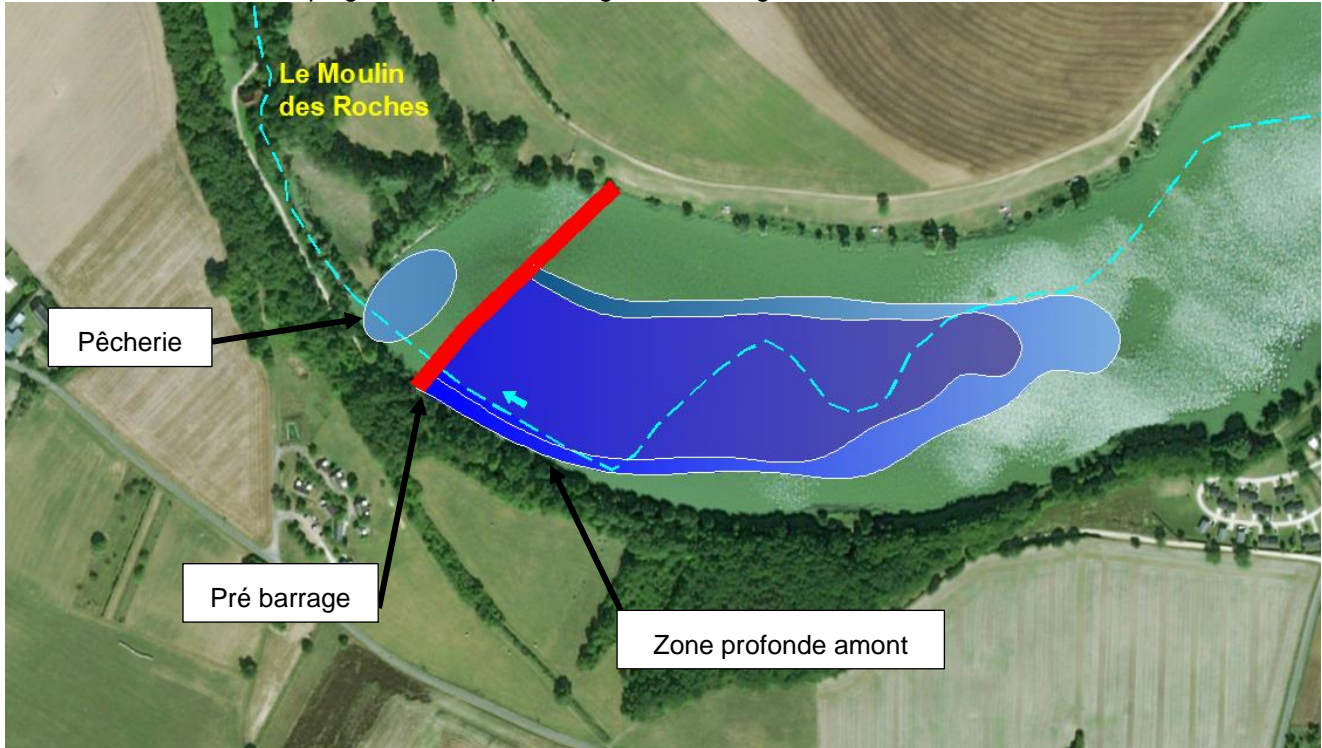 Le Moulin
des Roches
Pêcherie
Pré barrage
Zone profonde amont